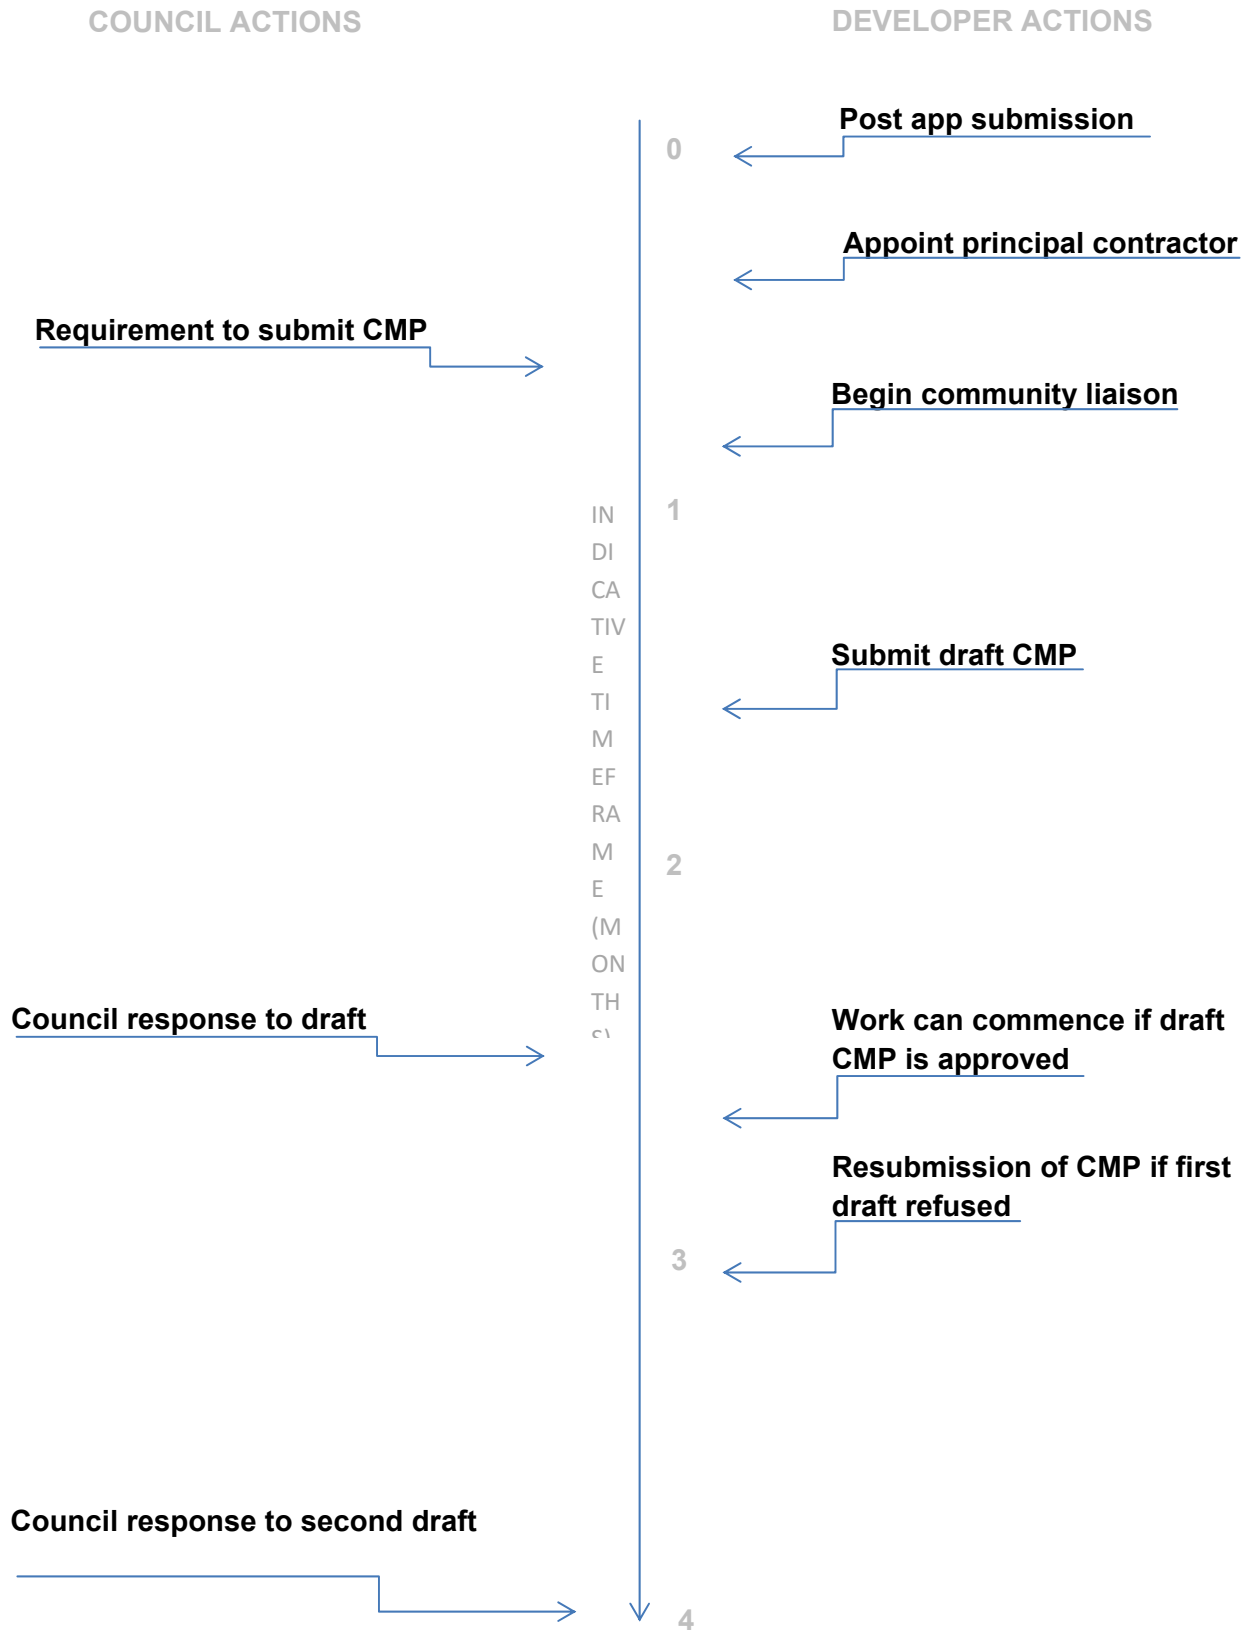 COUNCIL ACTIONS
DEVELOPER ACTIONS
Post app submission
0
Appoint principal contractor
Requirement to submit CMP
Begin community liaison
1
IN
DI
CA
TIV
E
TI
M
EF
RA
M
E
(M
ON
TH
S)
Submit draft CMP
2
Council response to draft
Work can commence if draft
CMP is approved
Resubmission of CMP if first
draft refused
3
Council response to second draft
4